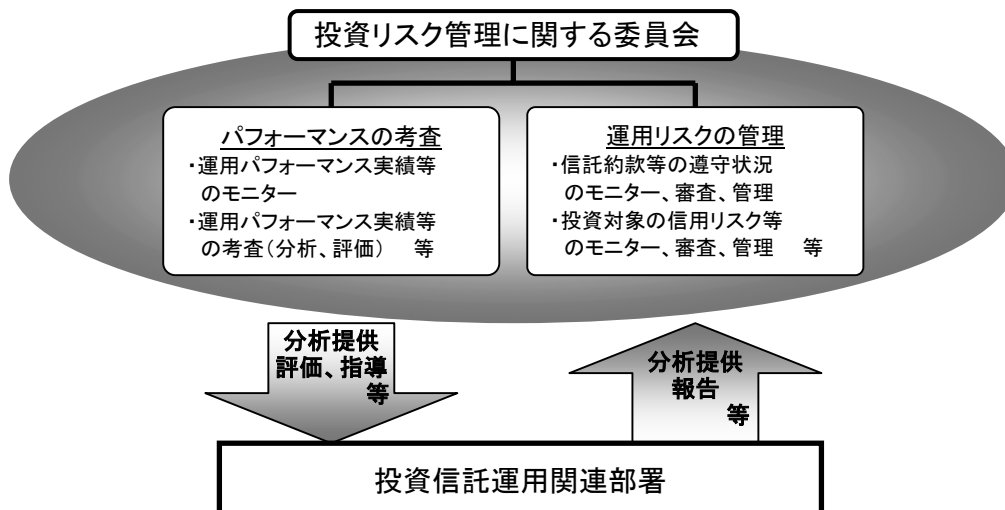 投資リスク管理に関する委員会
パフォーマンスの考査
・運用パフォーマンス実績等
のモニター
・運用パフォーマンス実績等
の考査(分析、評価) 等
運用リスクの管理
・信託約款等の遵守状況
のモニター、審査、管理
・投資対象の信用リスク等
のモニター、審査、管理 等
分析提供
評価、指導
等
分析提供
報告
等
投資信託運用関連部署